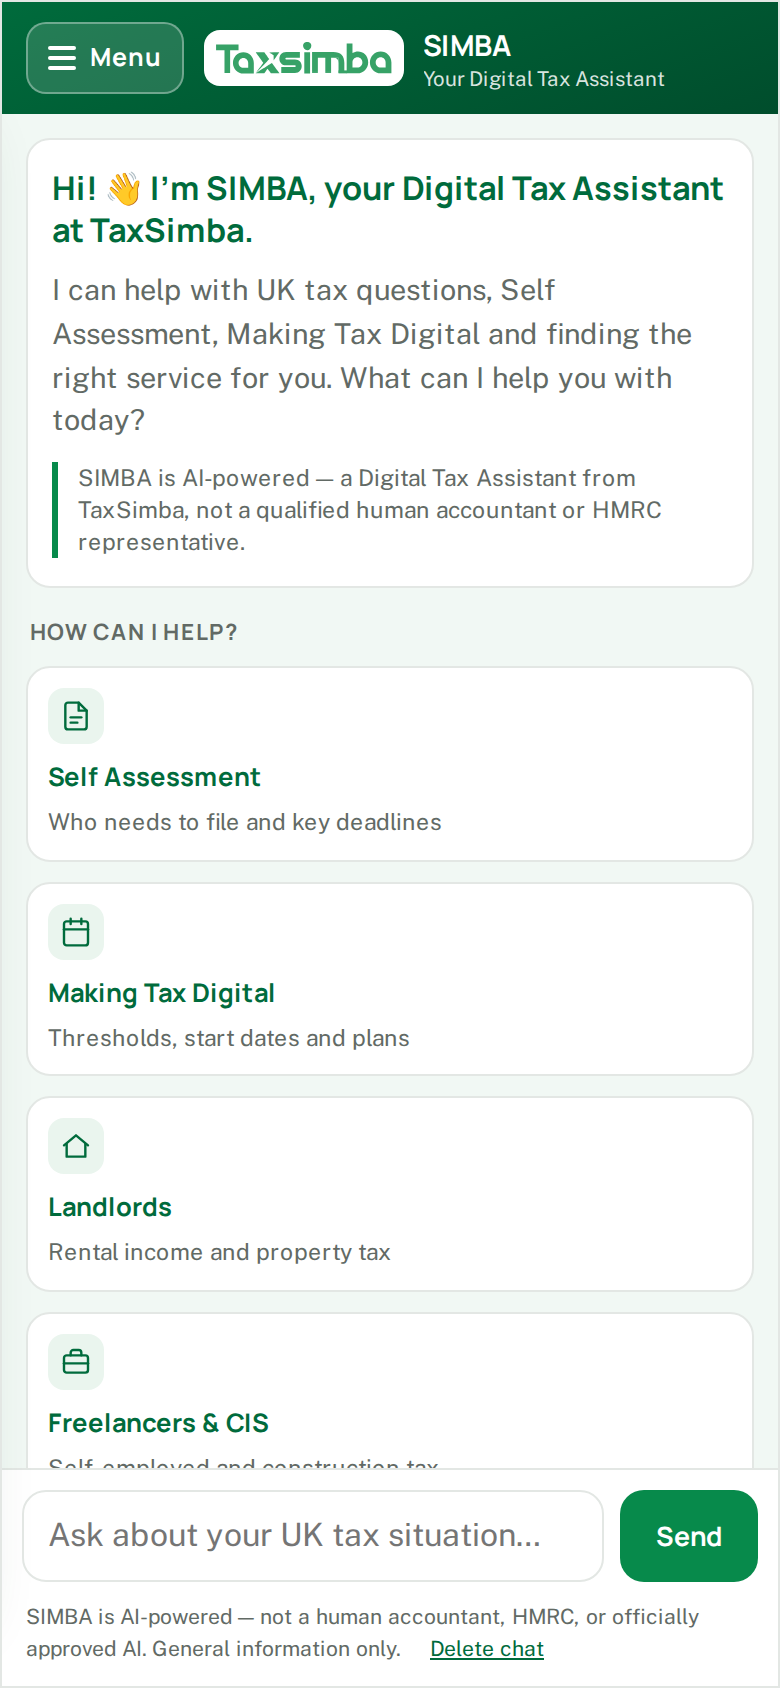 Menu
Taxsimba
SIMBA
Your Digital Tax Assistant
Hi! 👋 I’m SIMBA, your Digital Tax Assistant
at TaxSimba.
I can help with UK tax questions, Self
Assessment, Making Tax Digital and finding the
right service for you. What can I help you with
today?
SIMBA is AI-powered — a Digital Tax Assistant from
TaxSimba, not a qualified human accountant or HMRC
representative.
HOW CAN I HELP?
Self Assessment
Who needs to file and key deadlines
Making Tax Digital
Thresholds, start dates and plans
Landlords
Rental income and property tax
Freelancers & CIS
Self-employed and construction tax
Ask about your UK tax situation...
Send
SIMBA is AI-powered — not a human accountant, HMRC, or officially
approved AI. General information only. Delete chat